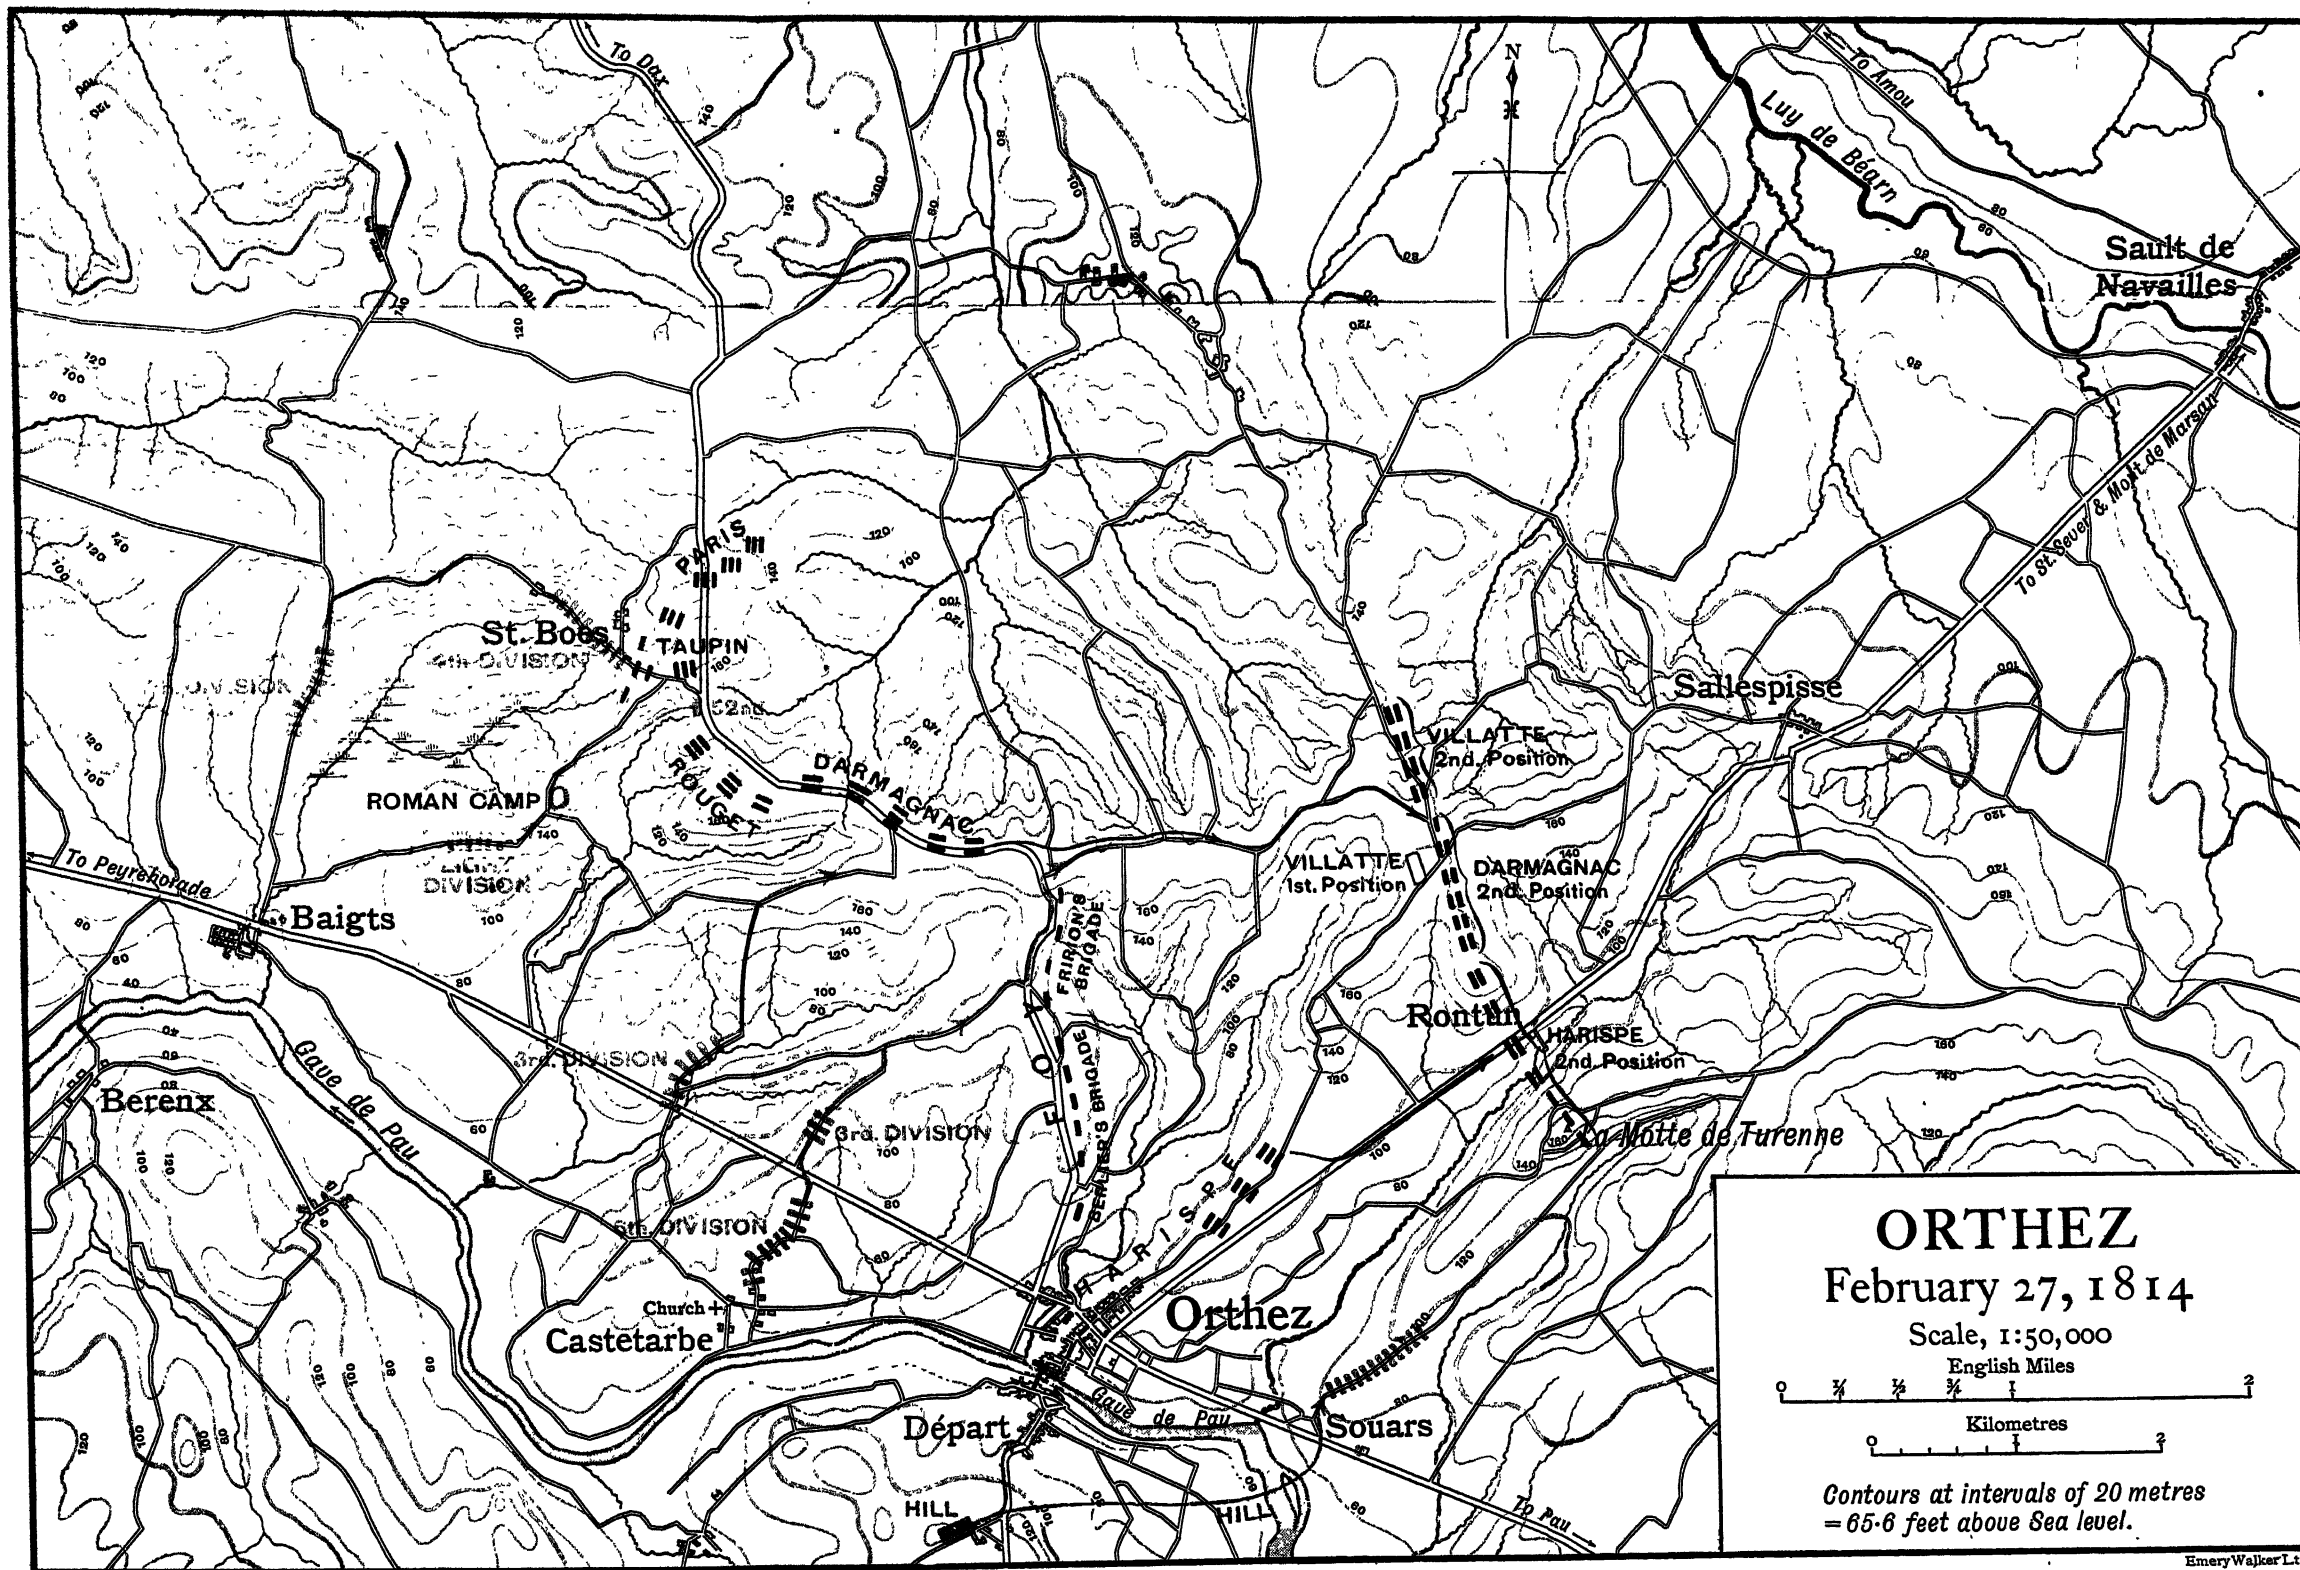 To Dax
N
To Amou
Luy de Béarn
Sault de
Navailles
To St. Sever & Mont de Marsan
PARIS
St. Boës
TAUPIN
4th. DIVISION
52nd.
Sallespisse
VILLATTE
2nd. Position
ROUGET
DARMAGNAC
ROMAN CAMP
DIVISION
To Peyrehorade
Baigts
VILLATTE
1st. Position
DARMAGNAC
2nd. Position
FRIRION'S
BRIGADE
Rontun
HARISPE
2nd. Position
3rd. DIVISION
Gave de Pau
Berenx
FOY
BERLIER'S BRIGADE
3rd. DIVISION
La Motte de Turenne
6th. DIVISION
HARISPE
Church
Castetarbe
Orthez
Départ
Gave de Pau
Souars
HILL
HILL
To Pau
ORTHEZ
February 27, 1814
Scale, 1:50,000
English Miles
0 ¼ ½ ¾ 1 2
Kilometres
0 1 2
Contours at intervals of 20 metres
= 65·6 feet above Sea level.
Emery Walker Lt